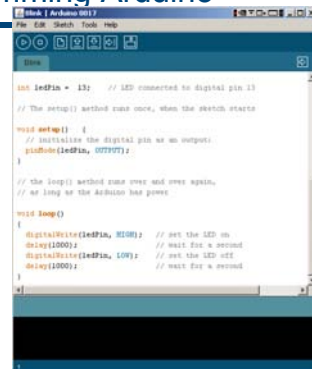 mming Arduino
Blink | Arduino 0017
File Edit Sketch Tools Help
Blink
int ledPin = 13; // LED connected to digital pin 13
// The setup() method runs once, when the sketch starts
void setup() {
// initialize the digital pin as an output:
pinMode(ledPin, OUTPUT);
}
// the loop() method runs over and over again,
// as long as the Arduino has power
void loop()
{
digitalWrite(ledPin, HIGH); // set the LED on
delay(1000); // wait for a second
digitalWrite(ledPin, LOW); // set the LED off
delay(1000); // wait for a second
}
1